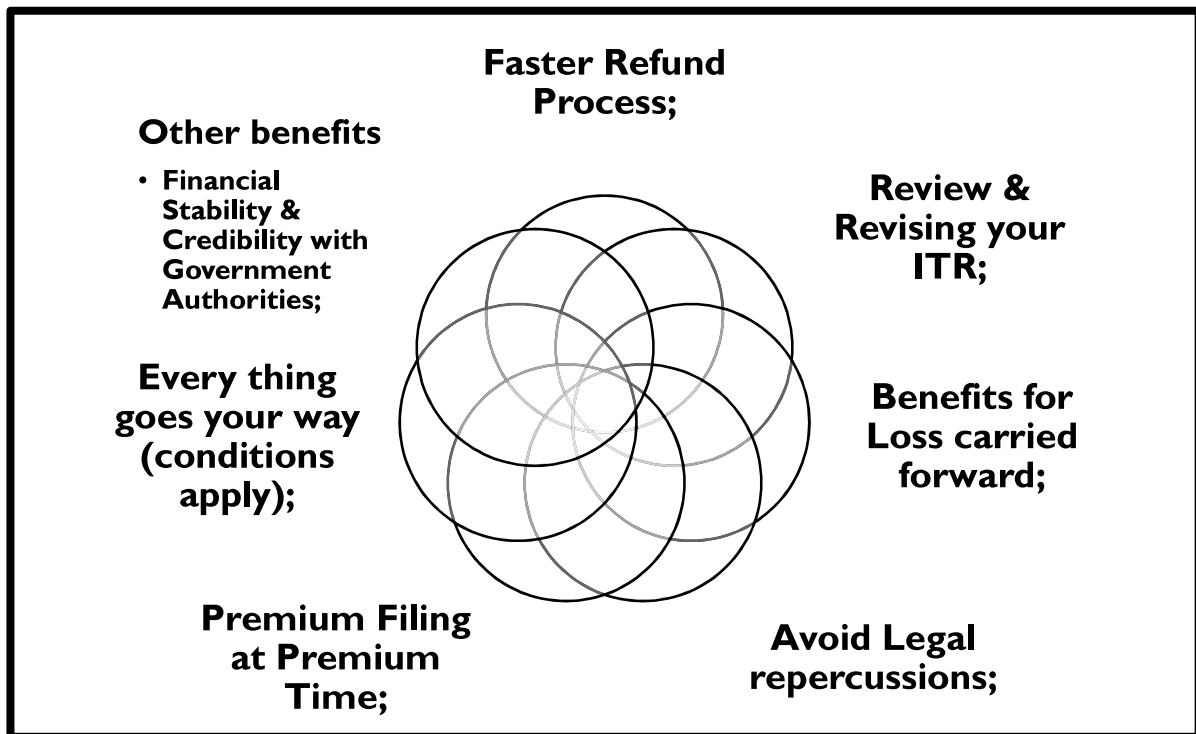 Faster Refund
Process;
Review &
Revising your
ITR;
Benefits for
Loss carried
forward;
Avoid Legal
repercussions;
Premium Filing
at Premium
Time;
Every thing
goes your way
(conditions
apply);
Other benefits
• Financial
Stability &
Credibility with
Government
Authorities;